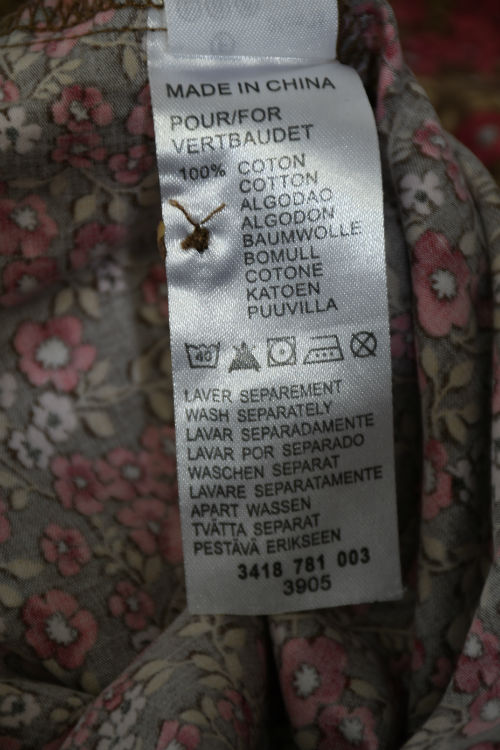 MADE IN CHINA
POUR/FOR
VERTBAUDET
100% COTON
COTTON
ALGODAO
ALGODON
BAUMWOLLE
BOMULL
COTONE
KATOEN
PUUVILLA
40
LAVER SEPAREMENT
WASH SEPARATELY
LAVAR SEPARADAMENTE
LAVAR POR SEPARADO
WASCHEN SEPARAT
LAVARE SEPARATAMENTE
APART WASSEN
TVÄTTA SEPARAT
PESTÄVÄ ERIKSEEN
3418 781 003
3905